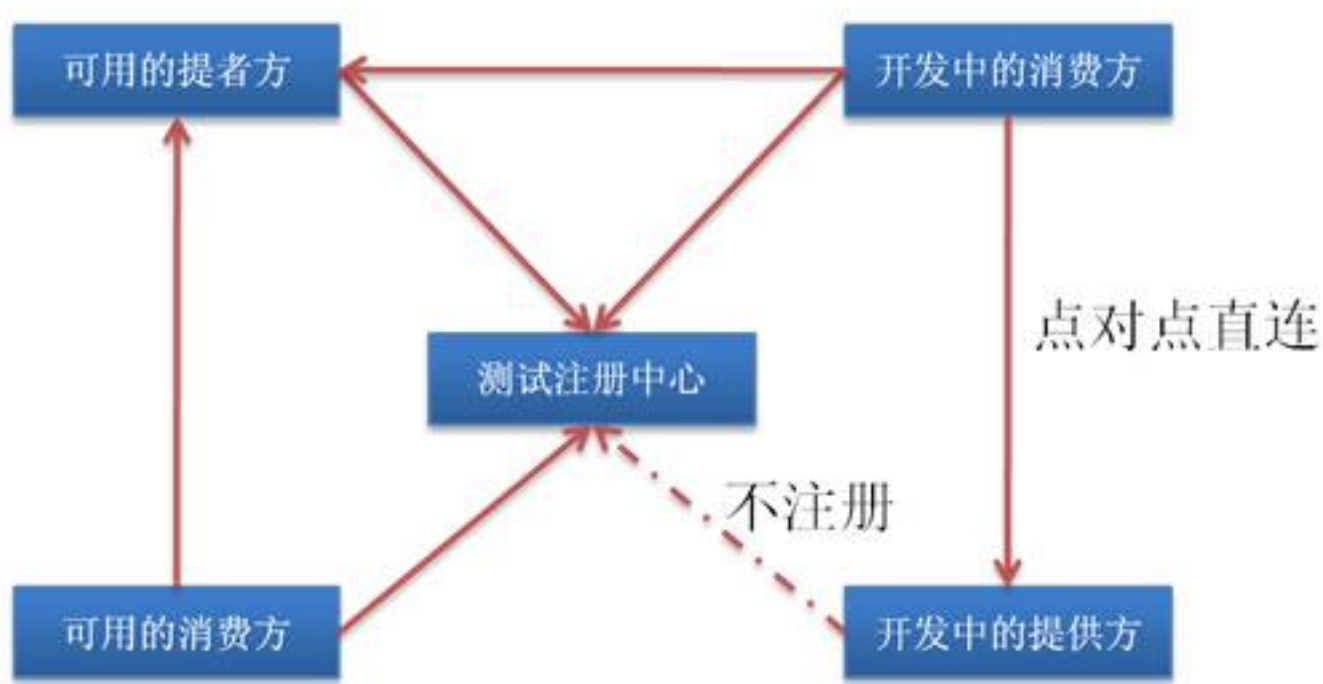 可用的提者方
开发中的消费方
点对点直连
测试注册中心
不注册
可用的消费方
开发中的提供方